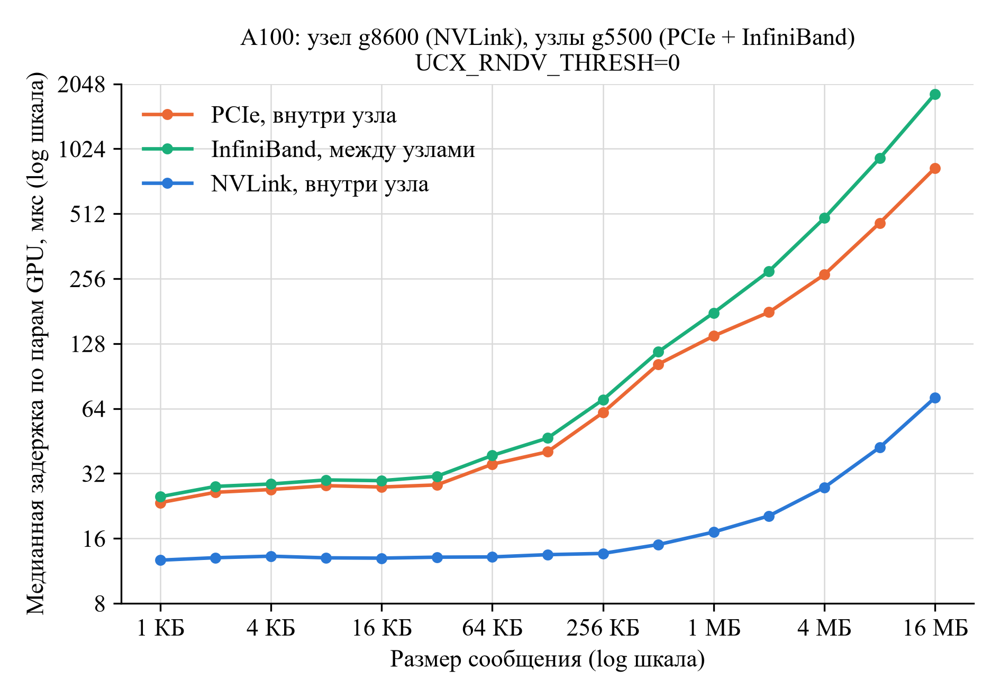 A100: узел g8600 (NVLink), узлы g5500 (PCIe + InfiniBand)
UCX_RNDV_THRESH=0
Медианная задержка по парам GPU, мкс (log шкала)
2048
1024
512
256
128
64
32
16
8
PCIe, внутри узла
InfiniBand, между узлами
NVLink, внутри узла
1 КБ
4 КБ
16 КБ
64 КБ
256 КБ
1 МБ
4 МБ
16 МБ
Размер сообщения (log шкала)